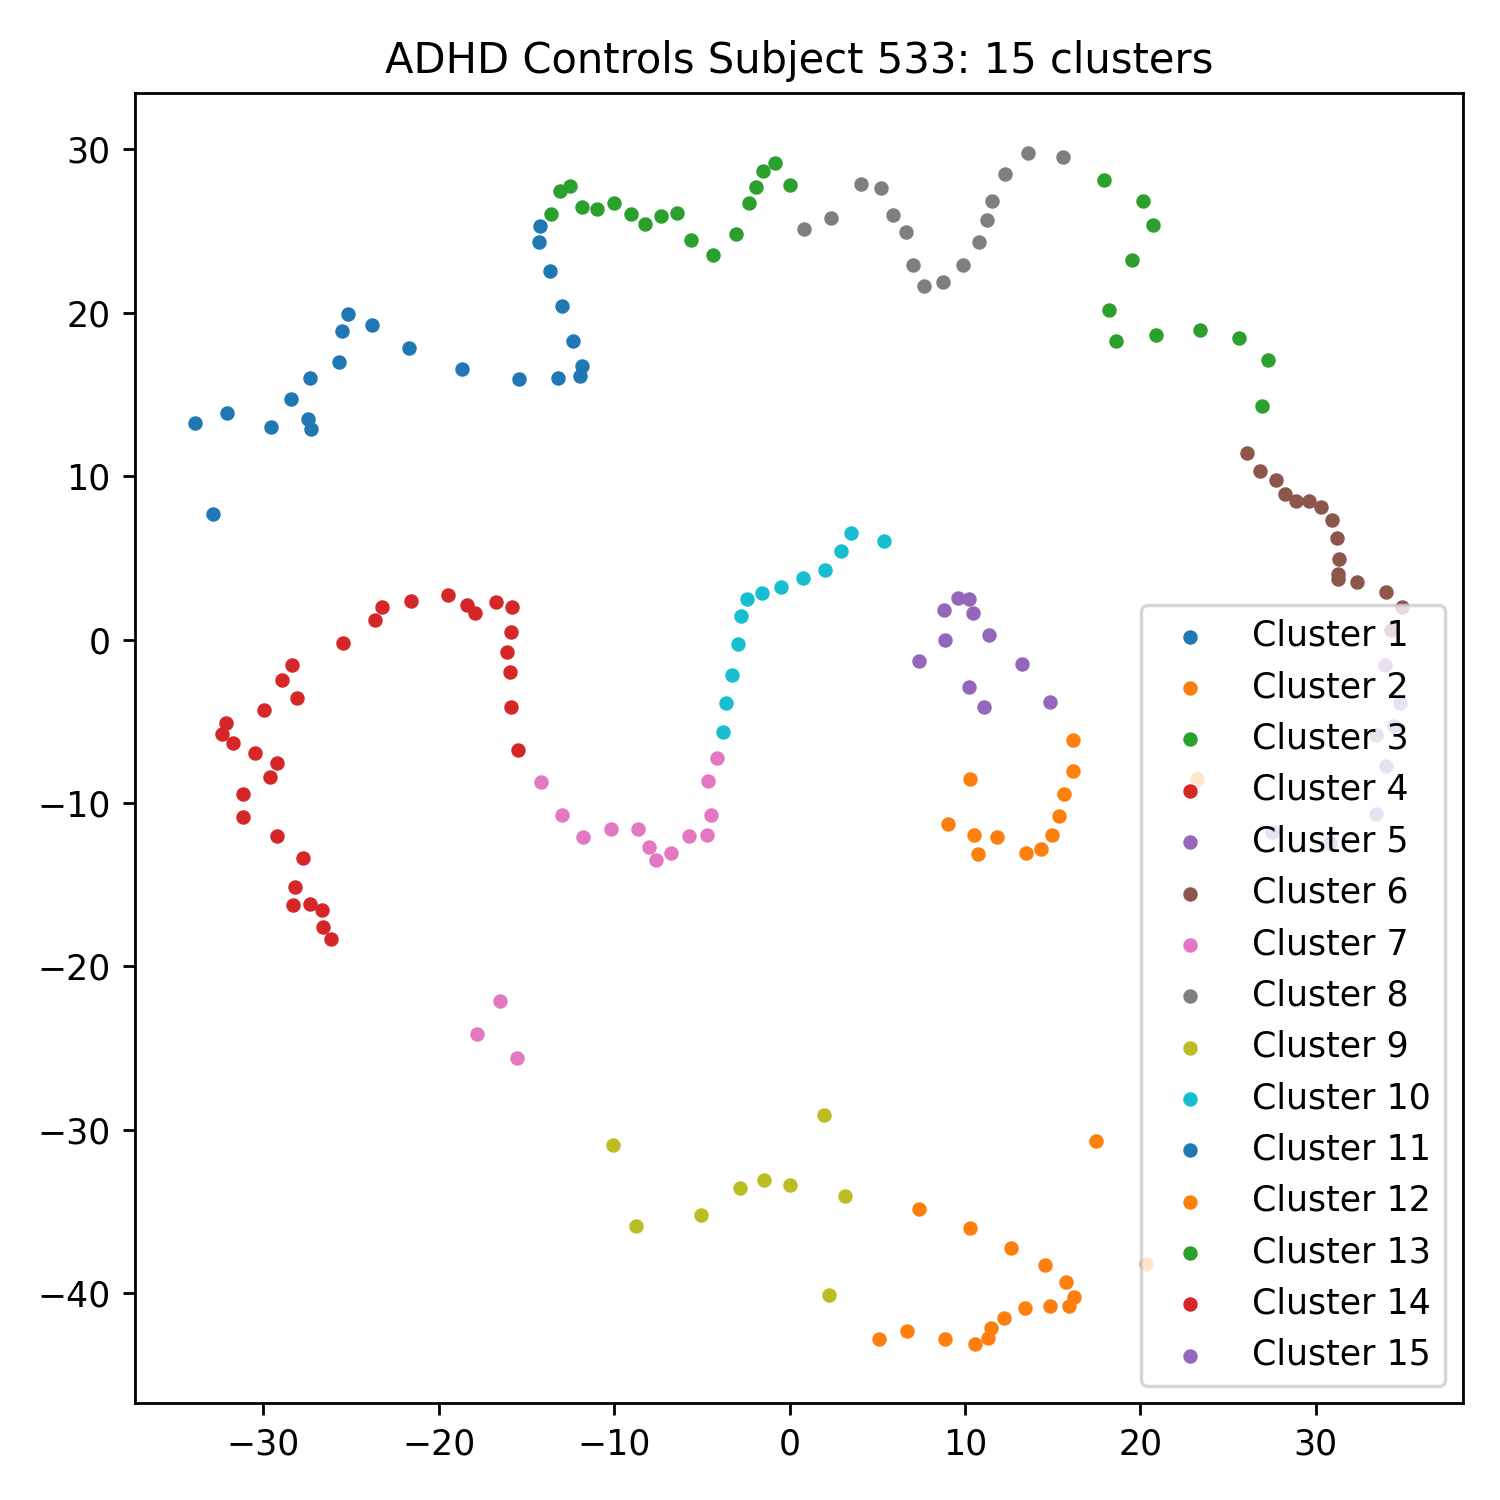 ADHD Controls Subject 533: 15 clusters
30
20
10
0
−10
−20
−30
−40
−30
−20
−10
0
10
20
30
Cluster 1
Cluster 2
Cluster 3
Cluster 4
Cluster 5
Cluster 6
Cluster 7
Cluster 8
Cluster 9
Cluster 10
Cluster 11
Cluster 12
Cluster 13
Cluster 14
Cluster 15